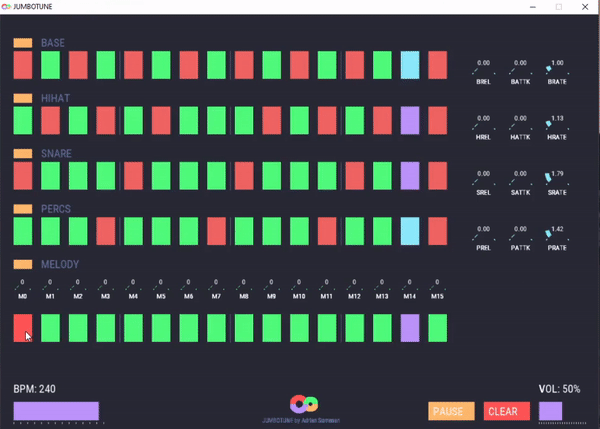 JUMBOTUNE
BASE
0.00 0.00 1.00
BREL BATTK BRATE
HIHAT
0.00 0.00 1.13
HREL HATTK HRATE
SNARE
0.00 0.00 1.79
SREL SATTK SRATE
PERCS
0.00 0.00 1.42
PREL PATTK PRATE
MELODY
0 0 0 0 0 0 0 0 0 0 0 0 0 0 0 0
M0 M1 M2 M3 M4 M5 M6 M7 M8 M9 M10 M11 M12 M13 M14 M15
BPM: 240
VOL: 50%
PAUSE CLEAR
JUMBOTUNE by Adrian